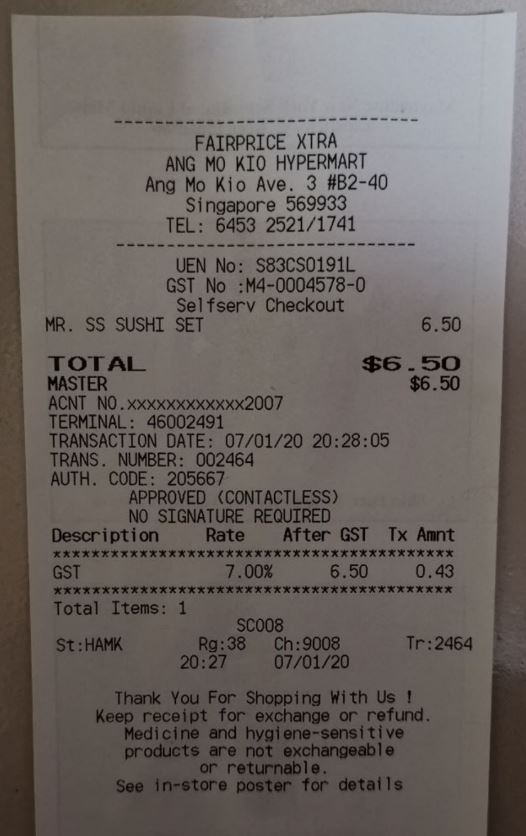 ------------------------------
FAIRPRICE XTRA
ANG MO KIO HYPERMART
Ang Mo Kio Ave. 3 #B2-40
Singapore 569933
TEL: 6453 2521/1741
------------------------------
UEN No: S83CS0191L
GST No :M4-0004578-0
Selfserv Checkout
MR. SS SUSHI SET 6.50
TOTAL $6.50
MASTER $6.50
ACNT NO.xxxxxxxxxxxx2007
TERMINAL: 46002491
TRANSACTION DATE: 07/01/20 20:28:05
TRANS. NUMBER: 002464
AUTH. CODE: 205667
APPROVED (CONTACTLESS)
NO SIGNATURE REQUIRED
Description Rate After GST Tx Amnt
****************************************
GST 7.00% 6.50 0.43
****************************************
Total Items: 1
SC008
St:HAMK Rg:38 Ch:9008 Tr:2464
20:27 07/01/20
Thank You For Shopping With Us !
Keep receipt for exchange or refund.
Medicine and hygiene-sensitive
products are not exchangeable
or returnable.
See in-store poster for details